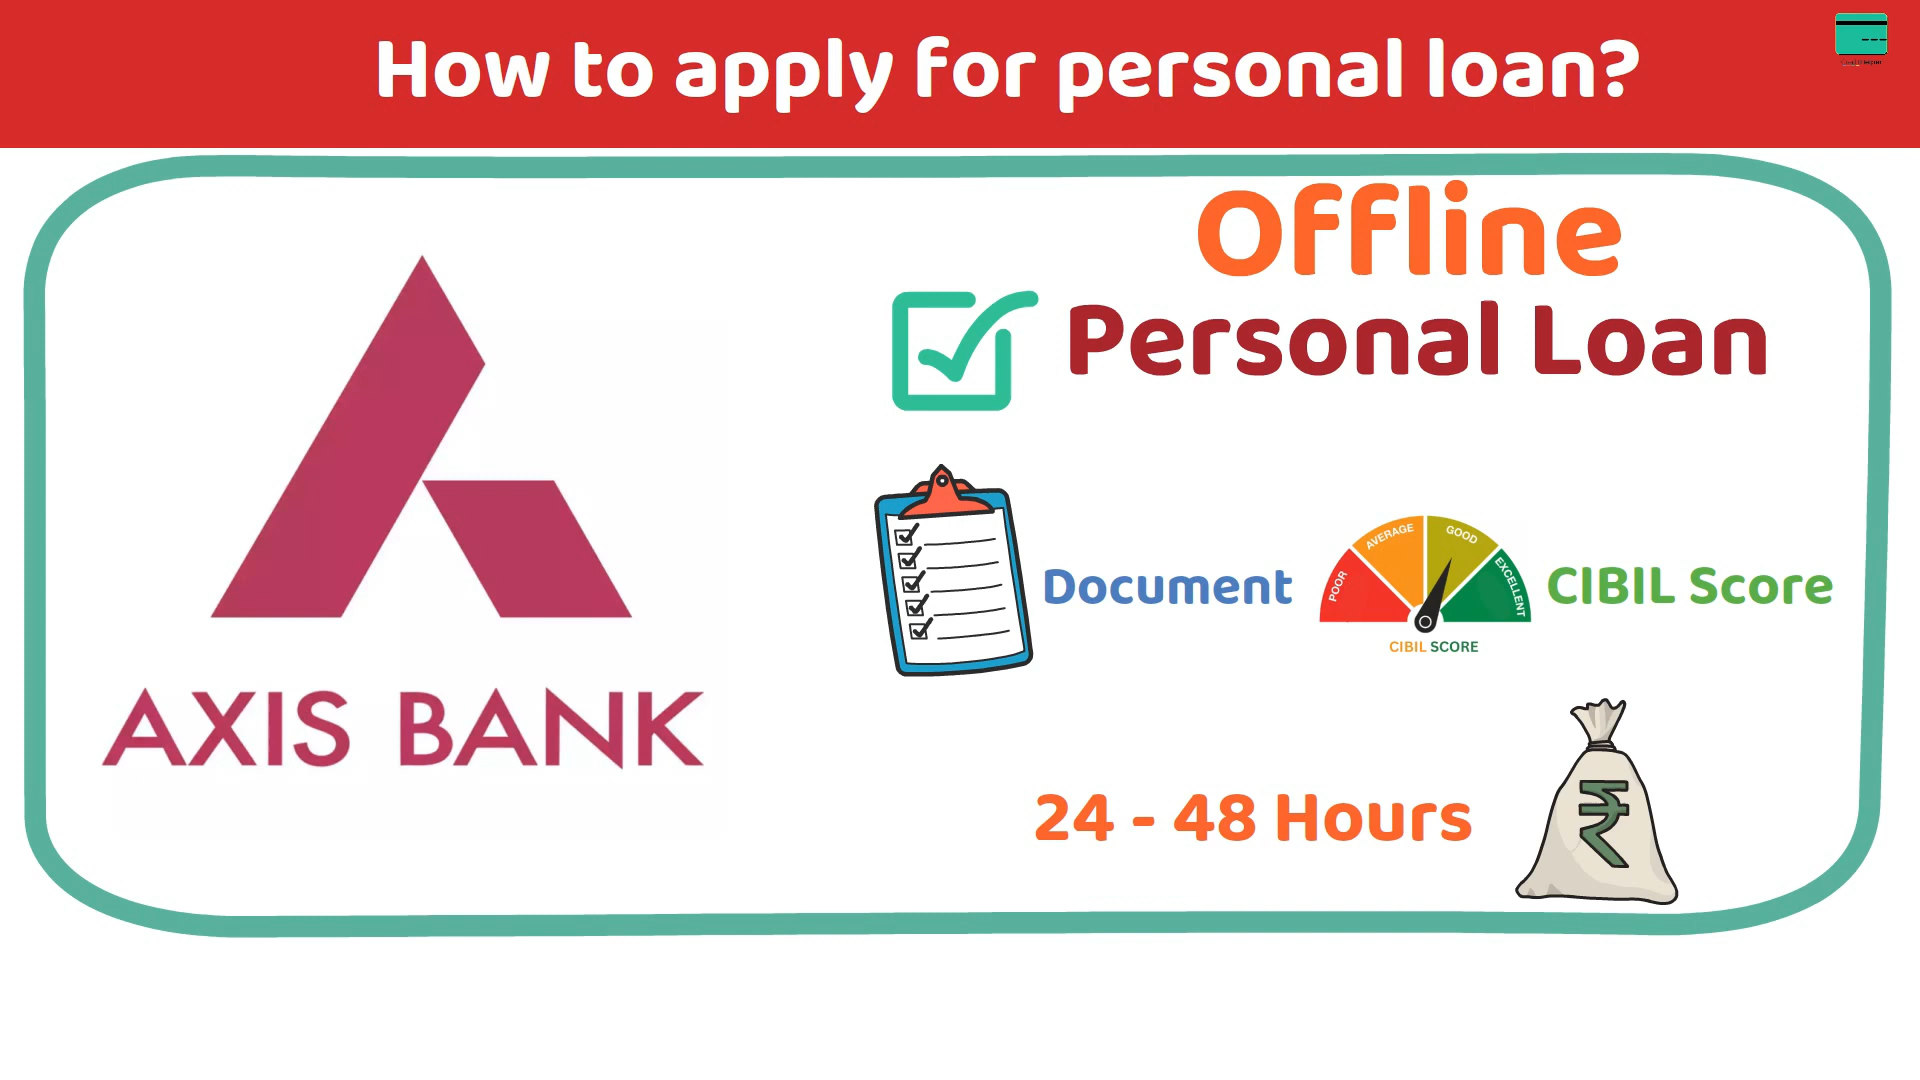 How to apply for personal loan?
Offline
Personal Loan
AXIS BANK
Document
POOR
AVERAGE
GOOD
EXCELLENT
CIBIL SCORE
CIBIL Score
24 - 48 Hours
₹